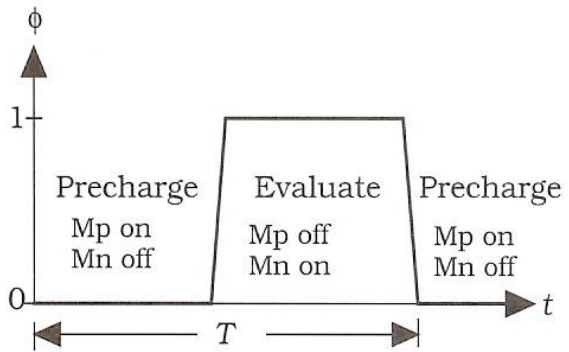 ϕ
1
Precharge Evaluate Precharge
Mp on Mp off Mp on
Mn off Mn on Mn off
0
t
T